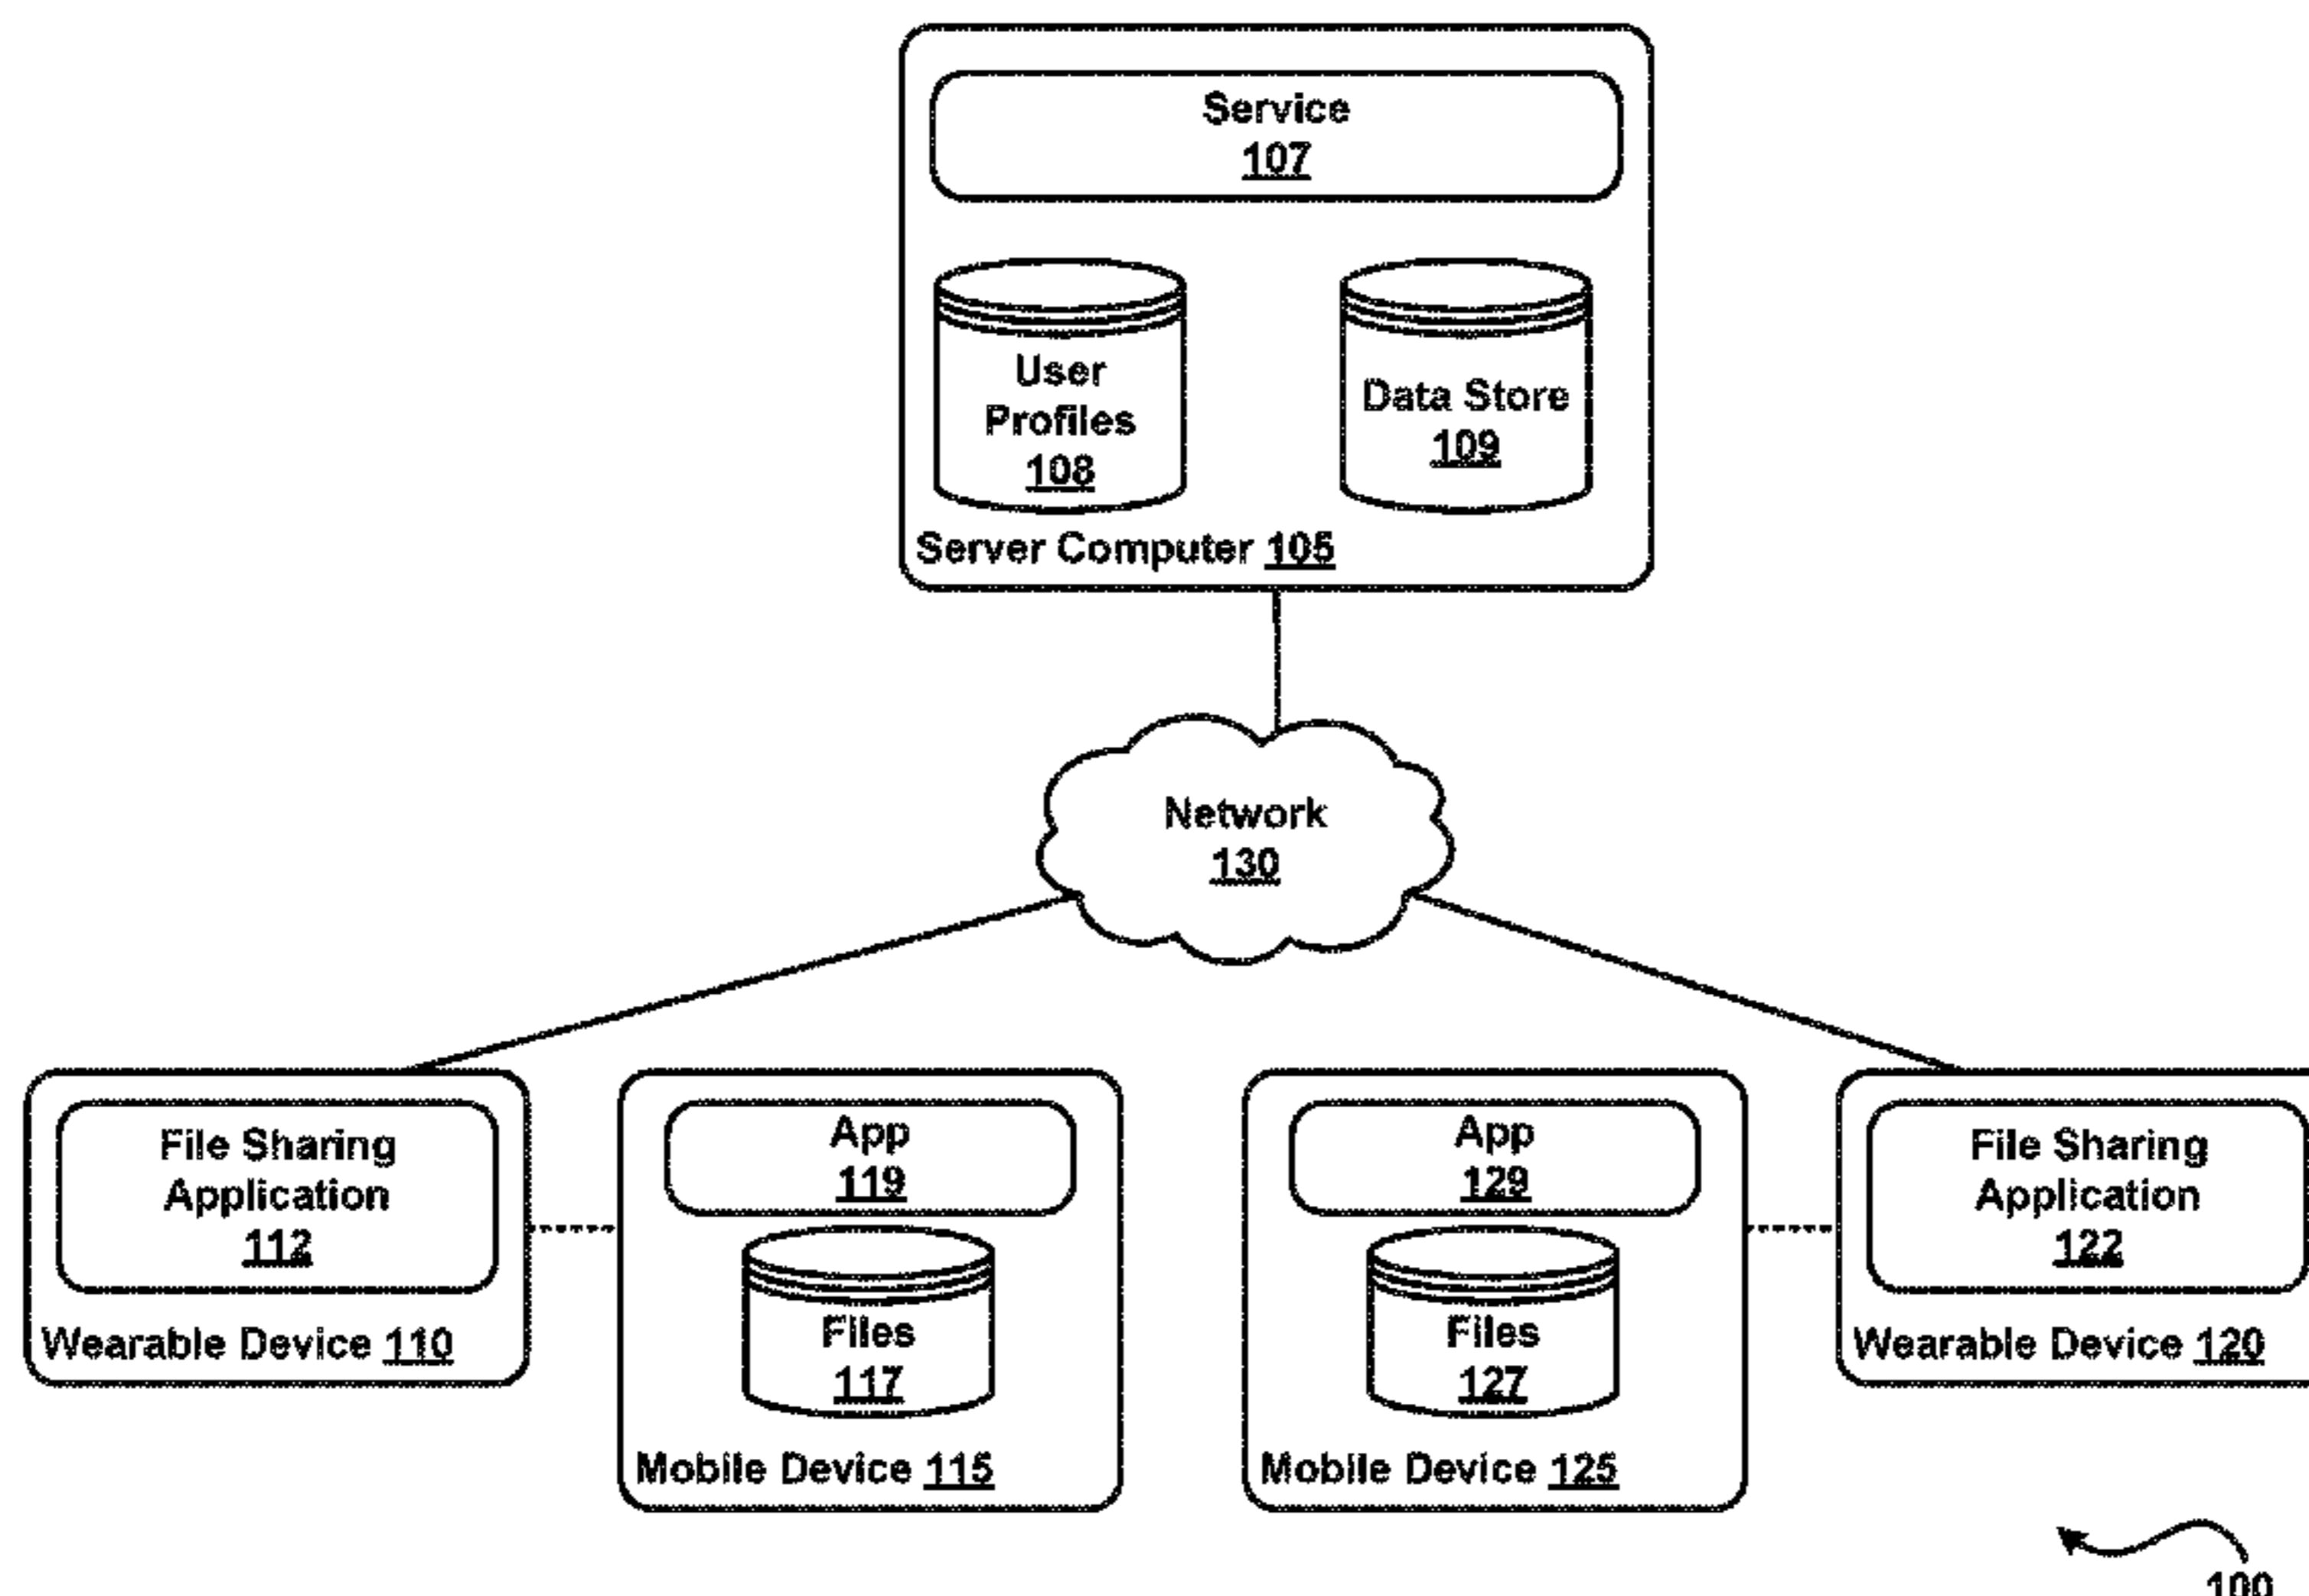 Service
107
User
Profiles
108
Data Store
109
Server Computer 105
Network
130
File Sharing
Application
112
Wearable Device 110
App
119
Files
117
Mobile Device 115
App
129
Files
127
Mobile Device 125
File Sharing
Application
122
Wearable Device 120
100